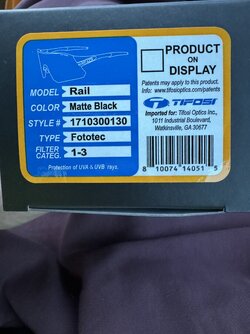 PRODUCT
ON
DISPLAY
Patents may apply to this product. Visit:
www.tifosioptics.com/patents
TIFOSI
Imported for: Tifosi Optics Inc.,
1011 Industrial Boulevard,
Watkinsville, GA 30677
MODEL Rail
COLOR Matte Black
STYLE # 1710300130
TYPE Fototec
FILTER
CATEG. 1-3
Protection of UVA & UVB rays.
8 10074 14051 5